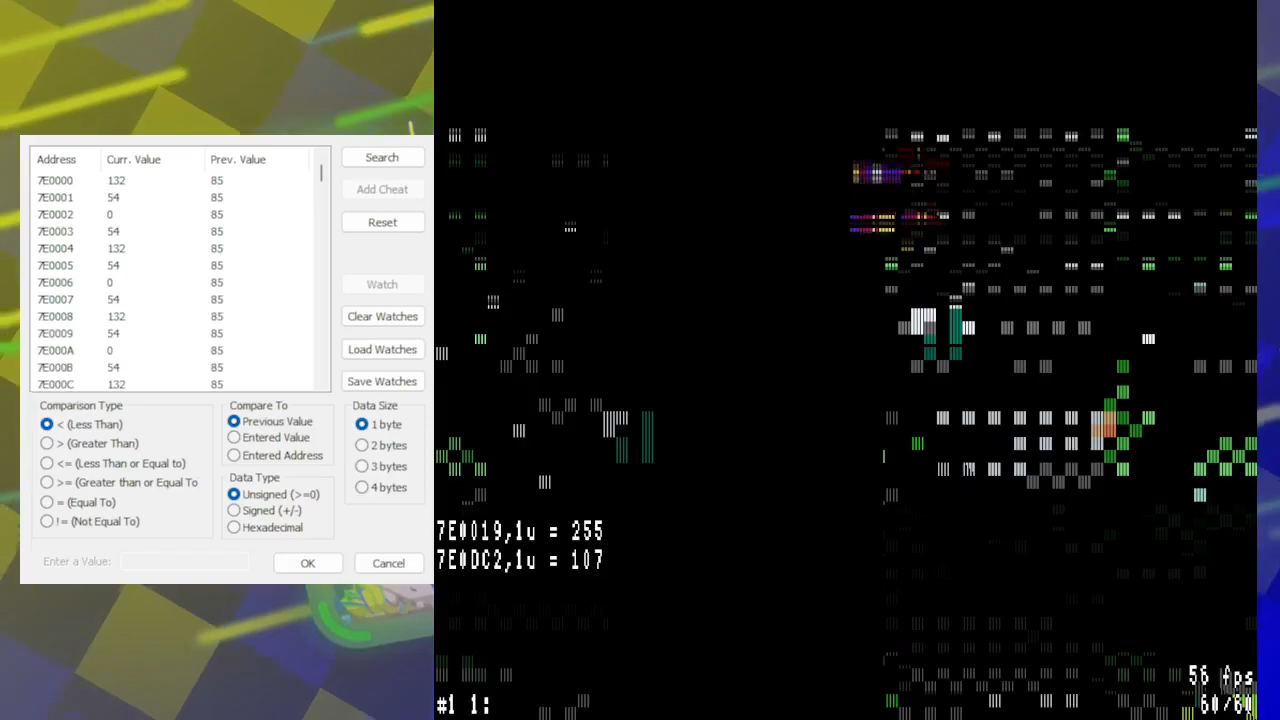 Address Curr. Value Prev. Value
7E0000 132 85
7E0001 54 85
7E0002 0 85
7E0003 54 85
7E0004 132 85
7E0005 54 85
7E0006 0 85
7E0007 54 85
7E0008 132 85
7E0009 54 85
7E000A 0 85
7E000B 54 85
7E000C 132 85
Search
Add Cheat
Reset
Watch
Clear Watches
Load Watches
Save Watches
Comparison Type
< (Less Than)
> (Greater Than)
<= (Less Than or Equal to)
>= (Greater than or Equal To
= (Equal To)
! = (Not Equal To)
Compare To
Previous Value
Entered Value
Entered Address
Data Type
Unsigned (>=0)
Signed (+/-)
Hexadecimal
Data Size
1 byte
2 bytes
3 bytes
4 bytes
Enter a Value:
OK
Cancel
7E0019,1u = 255
7E0DC2,1u = 107
#1 1:
56 fps
60/60